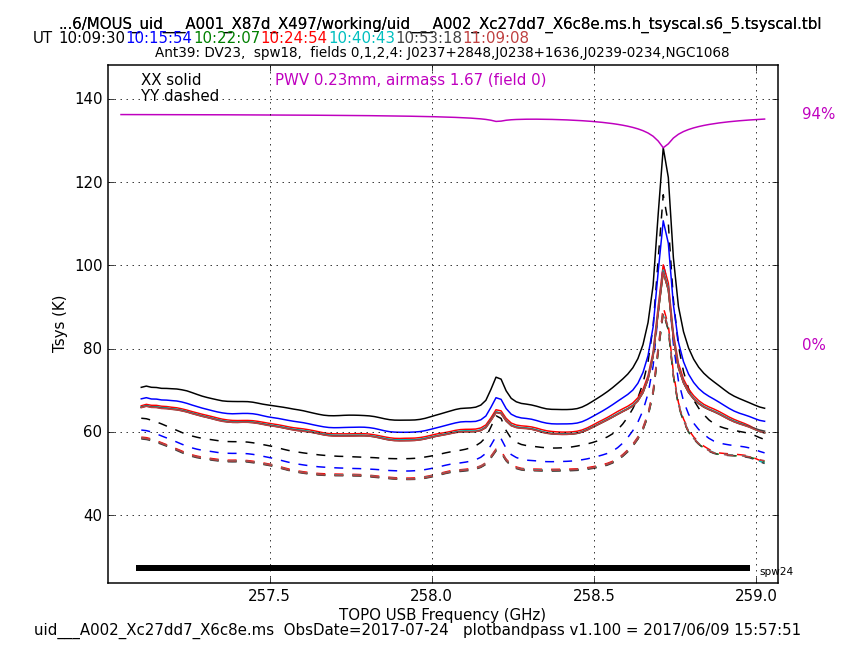 ...6/MOUS_uid___A001_X87d_X497/working/uid___A002_Xc27dd7_X6c8e.ms.h_tsyscal.s6_5.tsyscal.tbl
UT 10:09:30 10:15:54 10:22:07 10:24:54 10:40:43 10:53:18 11:09:08
Ant39: DV23, spw18, fields 0,1,2,4: J0237+2848,J0238+1636,J0239-0234,NGC1068
XX solid PWV 0.23mm, airmass 1.67 (field 0)
YY dashed
140
94%
120
100
Tsys (K)
80
0%
60
40
spw24
257.5 258.0 258.5 259.0
TOPO USB Frequency (GHz)
uid___A002_Xc27dd7_X6c8e.ms ObsDate=2017-07-24 plotbandpass v1.100 = 2017/06/09 15:57:51